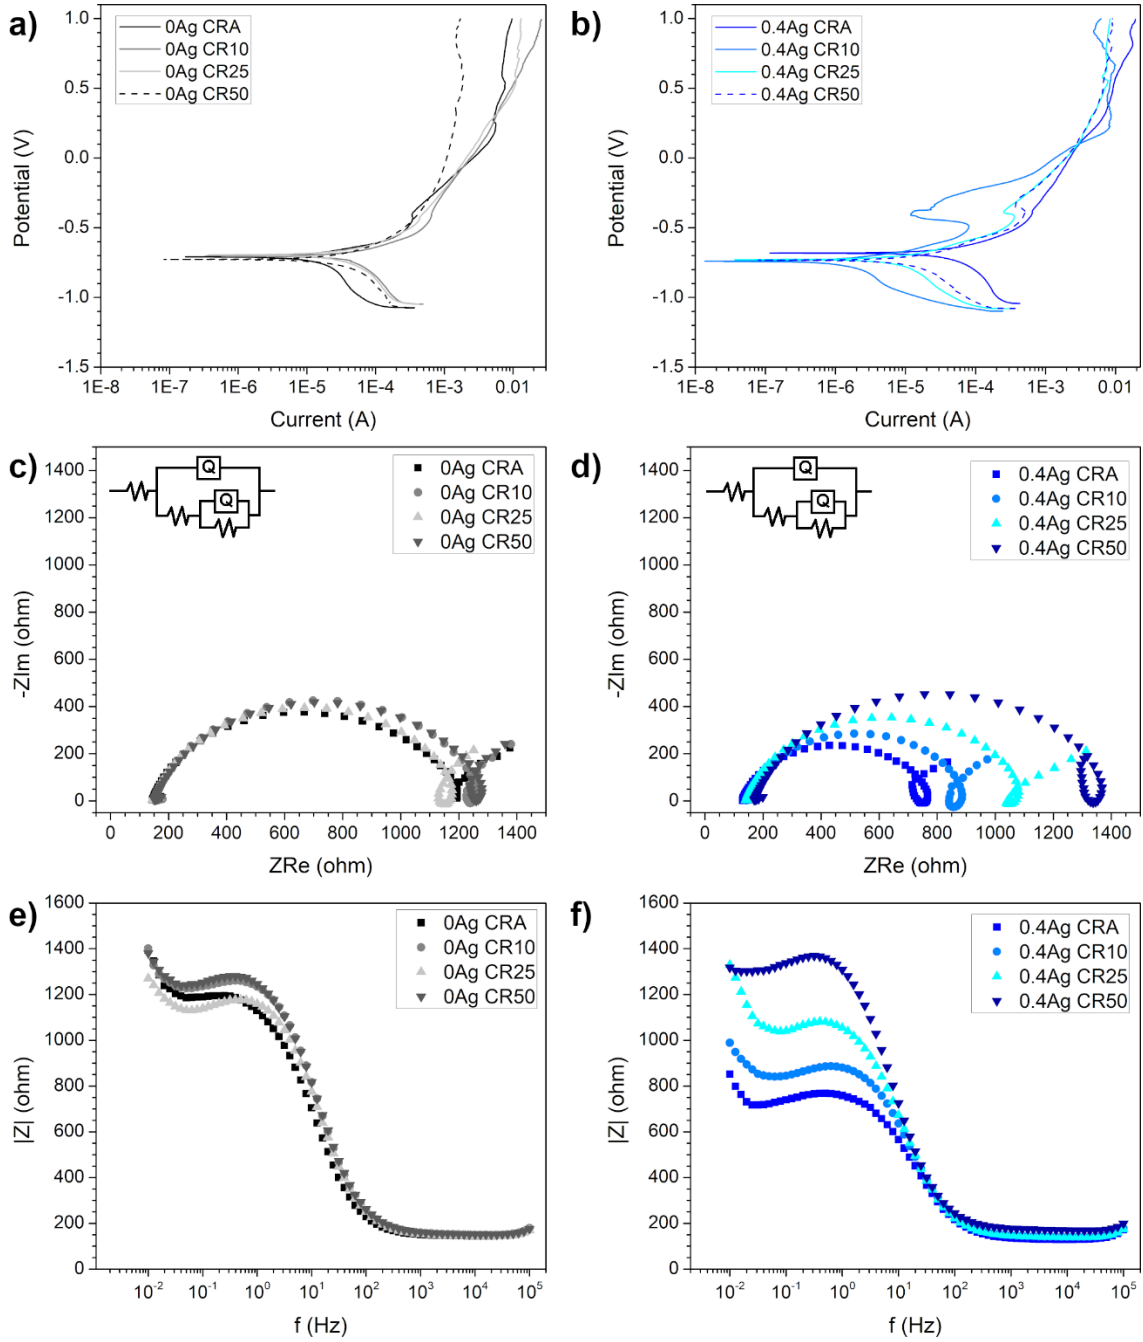 a)
0Ag CRA
0Ag CR10
0Ag CR25
0Ag CR50
1.0
0.5
0.0
-0.5
-1.0
-1.5
Potential (V)
1E-8 1E-7 1E-6 1E-5 1E-4 1E-3 0.01
Current (A)
b)
0.4Ag CRA
0.4Ag CR10
0.4Ag CR25
0.4Ag CR50
1.0
0.5
0.0
-0.5
-1.0
-1.5
Potential (V)
1E-8 1E-7 1E-6 1E-5 1E-4 1E-3 0.01
Current (A)
c)
Q
Q
0Ag CRA
0Ag CR10
0Ag CR25
0Ag CR50
1400
1200
1000
800
600
400
200
0
-ZIm (ohm)
0 200 400 600 800 1000 1200 1400
ZRe (ohm)
d)
Q
Q
0.4Ag CRA
0.4Ag CR10
0.4Ag CR25
0.4Ag CR50
1400
1200
1000
800
600
400
200
0
-ZIm (ohm)
0 200 400 600 800 1000 1200 1400
ZRe (ohm)
e)
0Ag CRA
0Ag CR10
0Ag CR25
0Ag CR50
1600
1400
1200
1000
800
600
400
200
0
|Z| (ohm)
10⁻² 10⁻¹ 10⁰ 10¹ 10² 10³ 10⁴ 10⁵
f (Hz)
f)
0.4Ag CRA
0.4Ag CR10
0.4Ag CR25
0.4Ag CR50
1600
1400
1200
1000
800
600
400
200
0
|Z| (ohm)
10⁻² 10⁻¹ 10⁰ 10¹ 10² 10³ 10⁴ 10⁵
f (Hz)